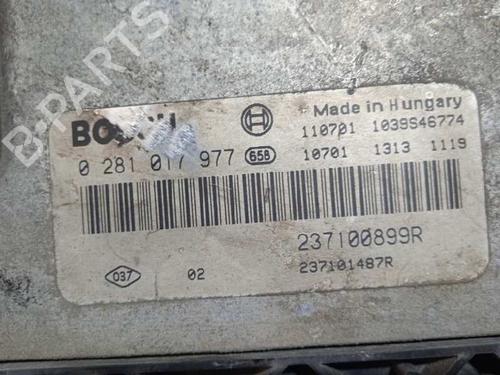 B-PARTS
BOSCH
Made in Hungary
110701 1039S46774
0 281 017 977 658
10701 1313 1119
237100899R
037 02
237101487R